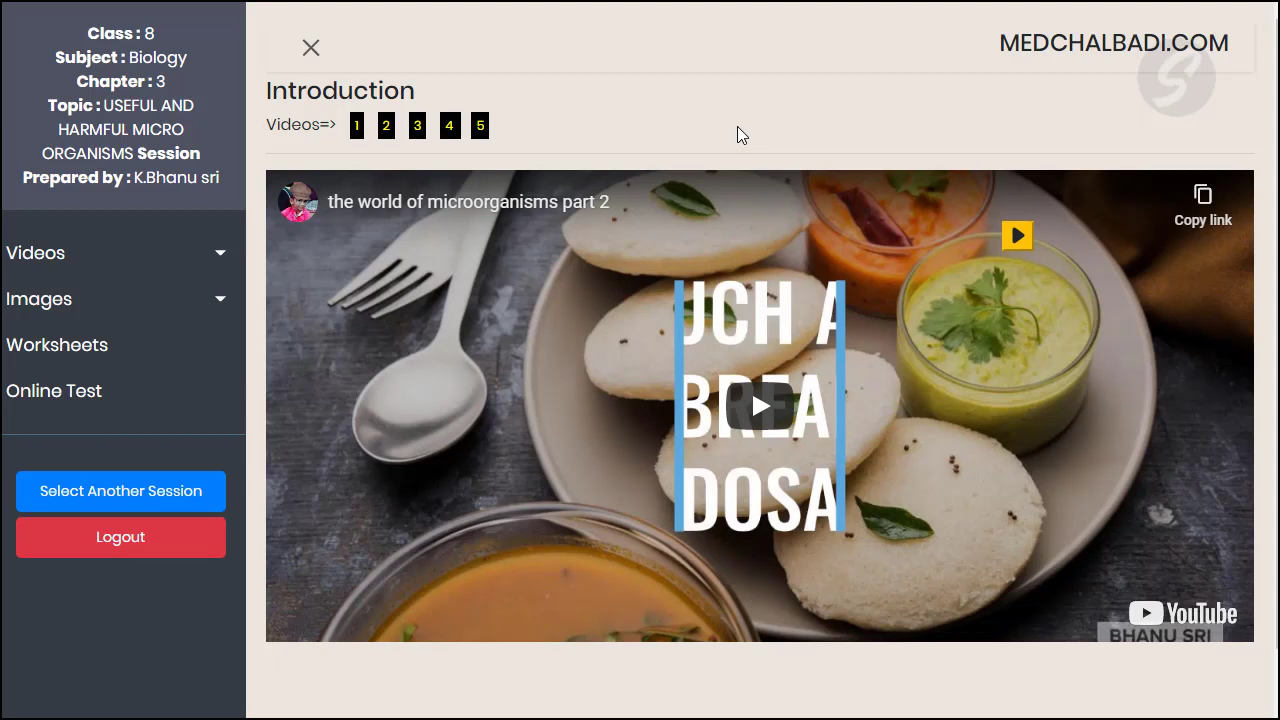 Class : 8
Subject : Biology
Chapter : 3
Topic : USEFUL AND
HARMFUL MICRO
ORGANISMS Session
Prepared by : K.Bhanu sri
Videos
Images
Worksheets
Online Test
Select Another Session
Logout
MEDCHALBADI.COM
Introduction
Videos=> 1 2 3 4 5
the world of microorganisms part 2
Copy link
UCH A
BREA
DOSA
YouTube
BHANU SRI